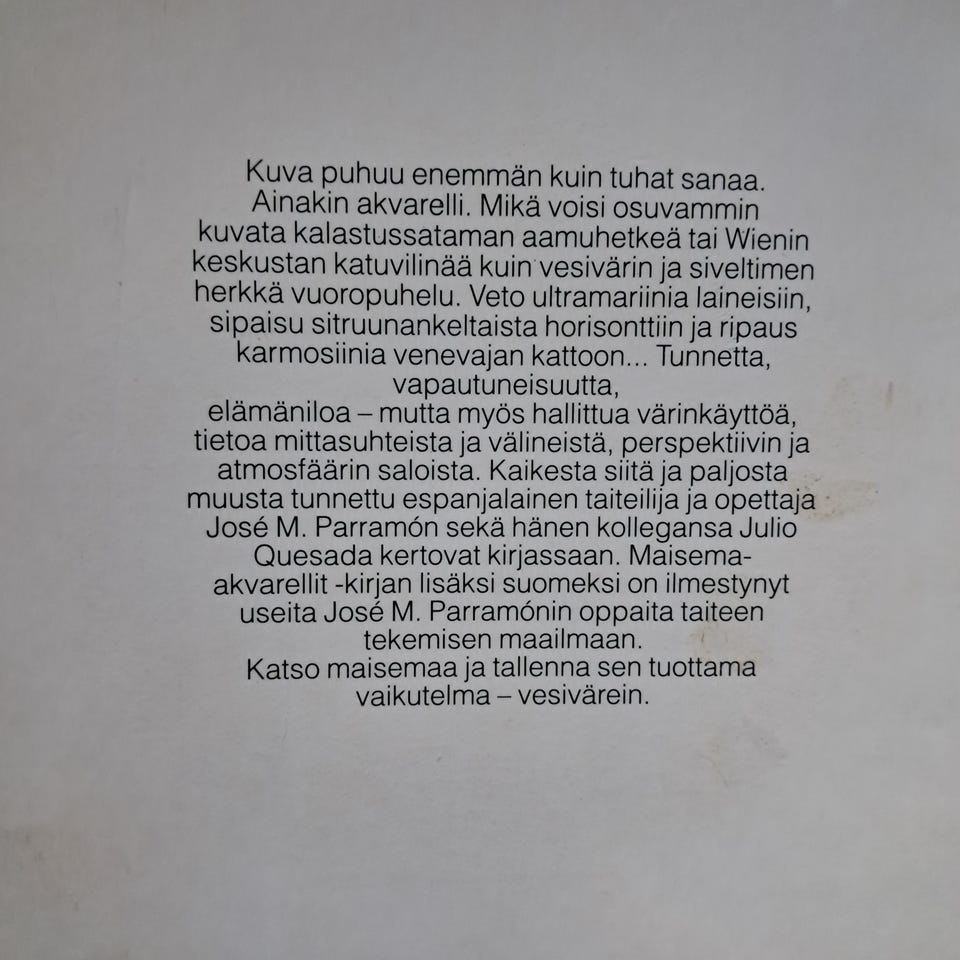 Kuva puhuu enemmän kuin tuhat sanaa.
Ainakin akvarelli. Mikä voisi osuvammin
kuvata kalastussataman aamuhetkeä tai Wienin
keskustan katuvilinää kuin vesivärin ja siveltimen
herkkä vuoropuhelu. Veto ultramariinia laineisiin,
sipaisu sitruunankeltaista horisonttiin ja ripaus
karmosiinia venevajan kattoon... Tunnetta,
vapautuneisuutta,
elämäniloa – mutta myös hallittua värinkäyttöä,
tietoa mittasuhteista ja välineistä, perspektiivin ja
atmosfäärin saloista. Kaikesta siitä ja paljosta
muusta tunnettu espanjalainen taiteilija ja opettaja
José M. Parramón sekä hänen kollegansa Julio
Quesada kertovat kirjassaan. Maisema-
akvarellit -kirjan lisäksi suomeksi on ilmestynyt
useita José M. Parramónin oppaita taiteen
tekemisen maailmaan.
Katso maisemaa ja tallenna sen tuottama
vaikutelma – vesivärein.